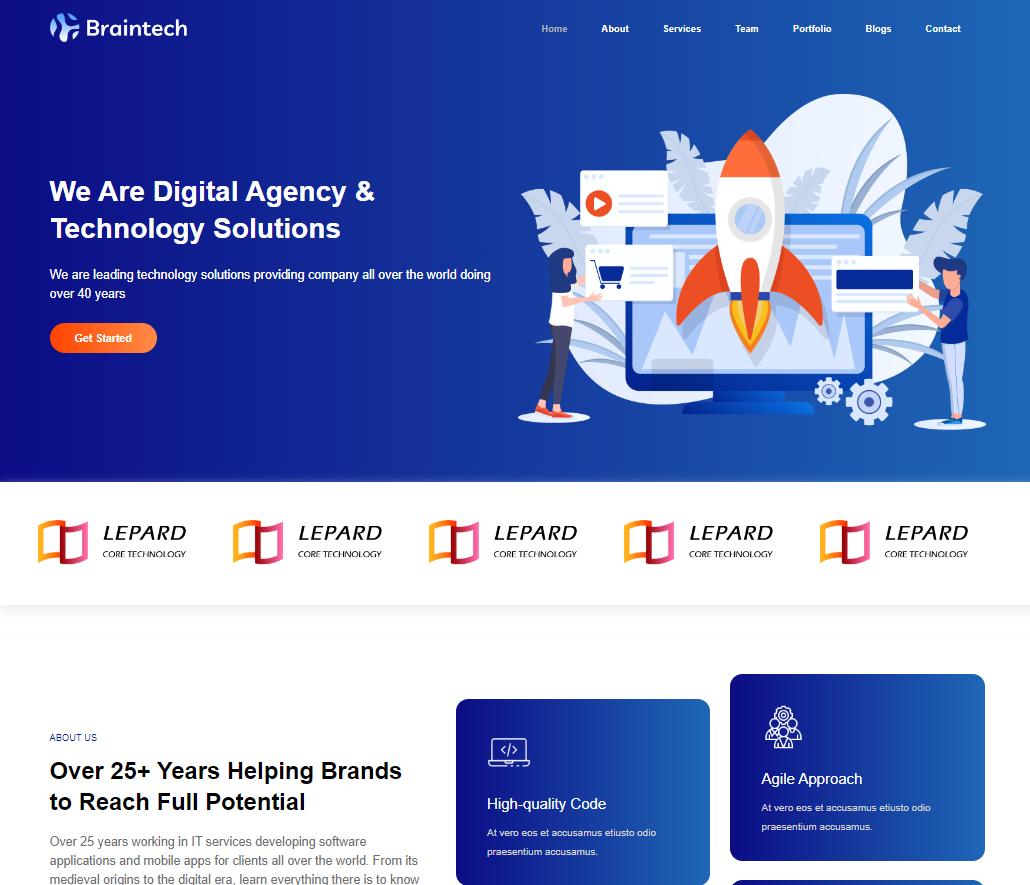 Braintech
Home About Services Team Portfolio Blogs Contact
We Are Digital Agency &
Technology Solutions
We are leading technology solutions providing company all over the world doing
over 40 years
Get Started
LEPARD LEPARD LEPARD LEPARD LEPARD
CORE TECHNOLOGY CORE TECHNOLOGY CORE TECHNOLOGY CORE TECHNOLOGY CORE TECHNOLOGY
ABOUT US
Over 25+ Years Helping Brands
to Reach Full Potential
Over 25 years working in IT services developing software
applications and mobile apps for clients all over the world. From its
medieval origins to the digital era, learn everything there is to know
High-quality Code
At vero eos et accusamus etiusto odio
praesentium accusamus.
Agile Approach
At vero eos et accusamus etiusto odio
praesentium accusamus.